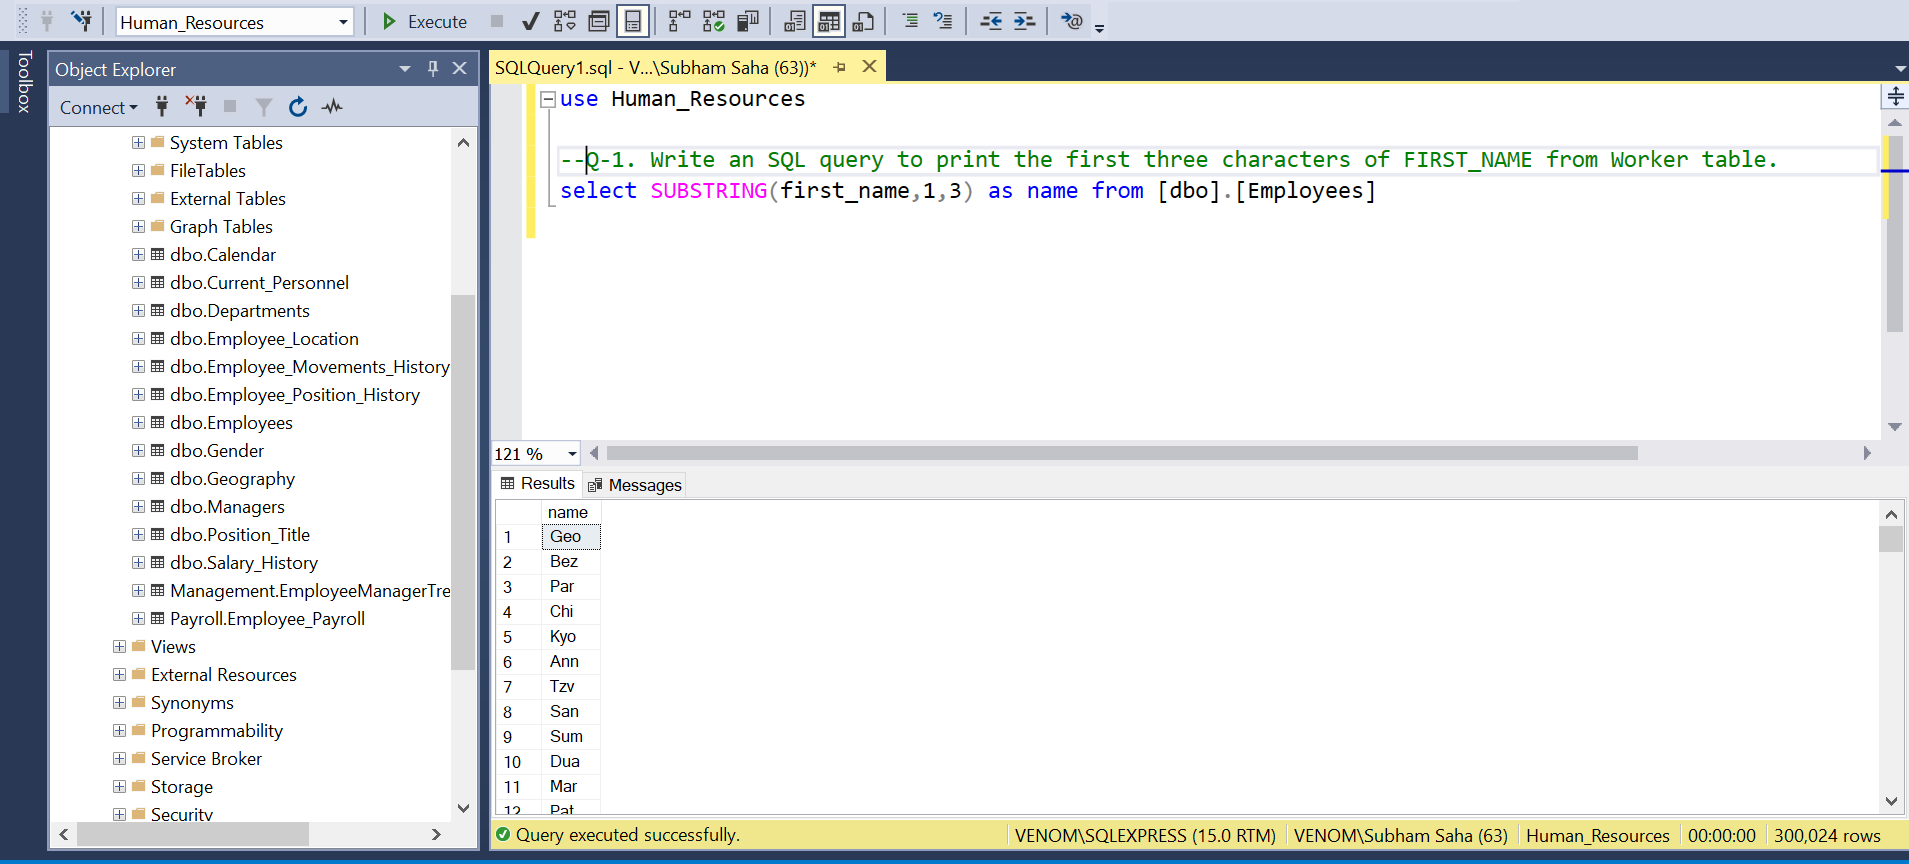 Human_Resources
Execute
Toolbox
Object Explorer
Connect
System Tables
FileTables
External Tables
Graph Tables
dbo.Calendar
dbo.Current_Personnel
dbo.Departments
dbo.Employee_Location
dbo.Employee_Movements_History
dbo.Employee_Position_History
dbo.Employees
dbo.Gender
dbo.Geography
dbo.Managers
dbo.Position_Title
dbo.Salary_History
Management.EmployeeManagerTre
Payroll.Employee_Payroll
Views
External Resources
Synonyms
Programmability
Service Broker
Storage
Security
SQLQuery1.sql - V...\Subham Saha (63))*
use Human_Resources
--Q-1. Write an SQL query to print the first three characters of FIRST_NAME from Worker table.
select SUBSTRING(first_name,1,3) as name from [dbo].[Employees]
121 %
Results Messages
name
1 Geo
2 Bez
3 Par
4 Chi
5 Kyo
6 Ann
7 Tzv
8 San
9 Sum
10 Dua
11 Mar
12 Pat
Query executed successfully. VENOM\SQLEXPRESS (15.0 RTM) VENOM\Subham Saha (63) Human_Resources 00:00:00 300,024 rows